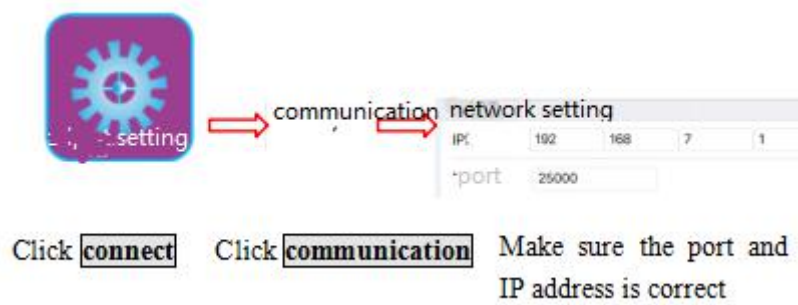 setting
communication
network setting
IP: 192 168 7 1
port 25000
Click connect
Click communication
Make sure the port and
IP address is correct